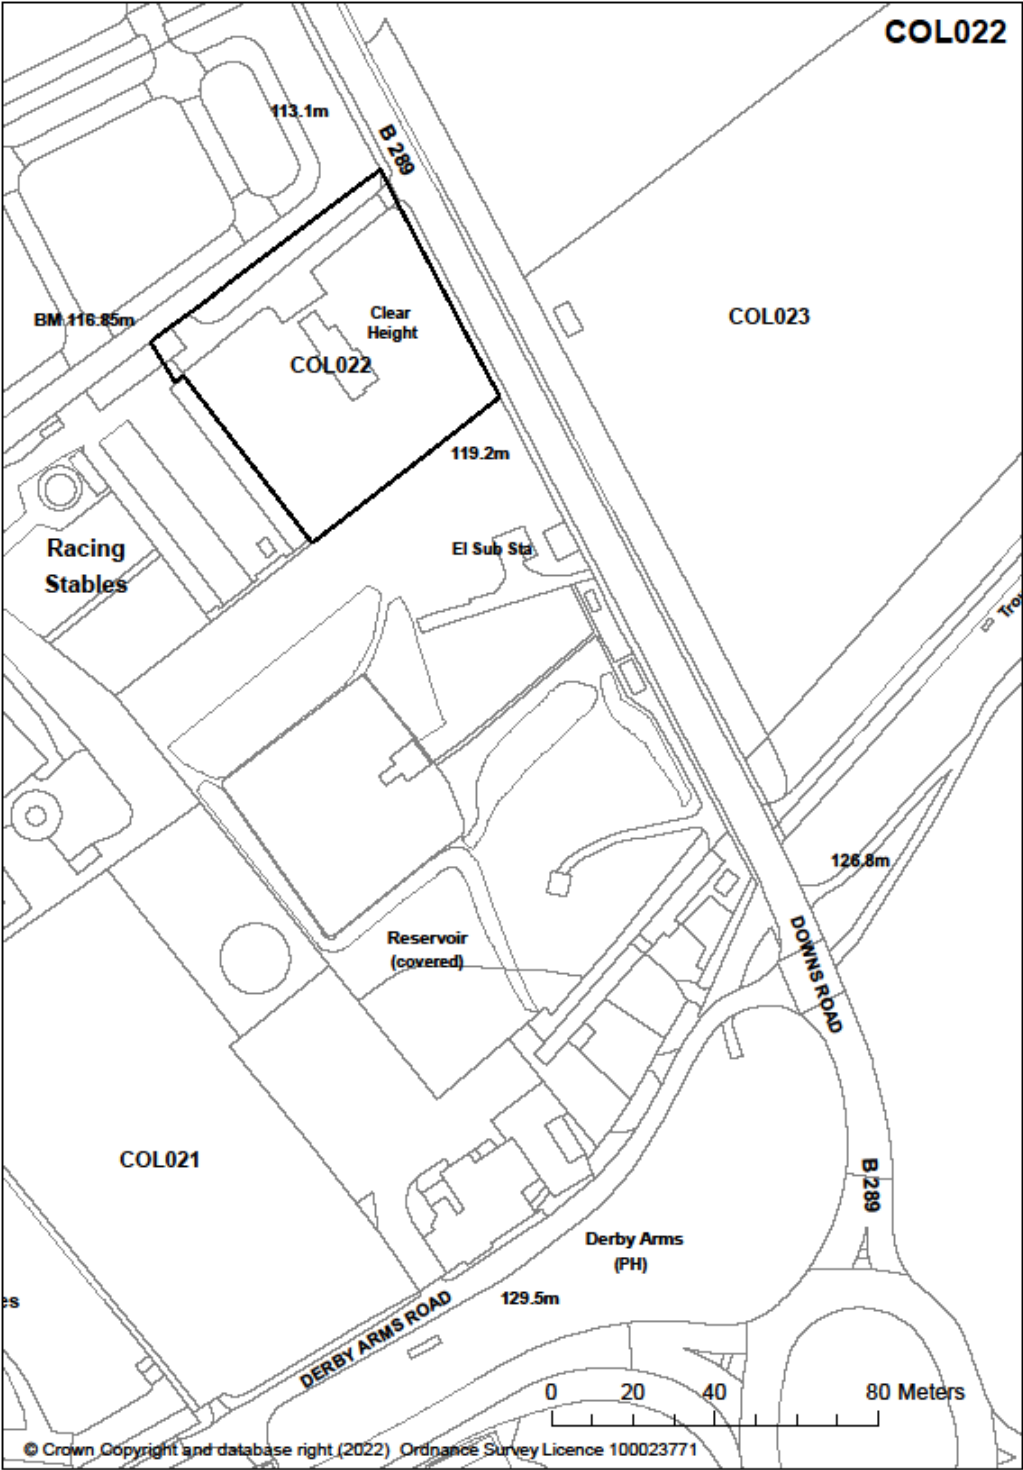 COL022
113.1m
B 289
BM 116.85m
Clear
Height
COL023
COL022
119.2m
Racing
Stables
El Sub Sta
126.8m
DOWNS ROAD
Reservoir
(covered)
COL021
B 289
Derby Arms
(PH)
129.5m
DERBY ARMS ROAD
0 20 40 80 Meters
© Crown Copyright and database right (2022) Ordnance Survey Licence 100023771